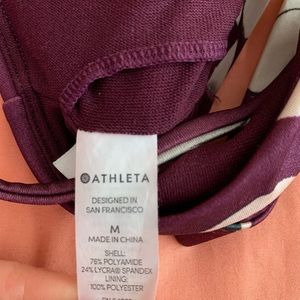 ATHLETA
DESIGNED IN
SAN FRANCISCO
M
MADE IN CHINA
SHELL:
76% POLYAMIDE
24% LYCRA® SPANDEX
LINING:
100% POLYESTER